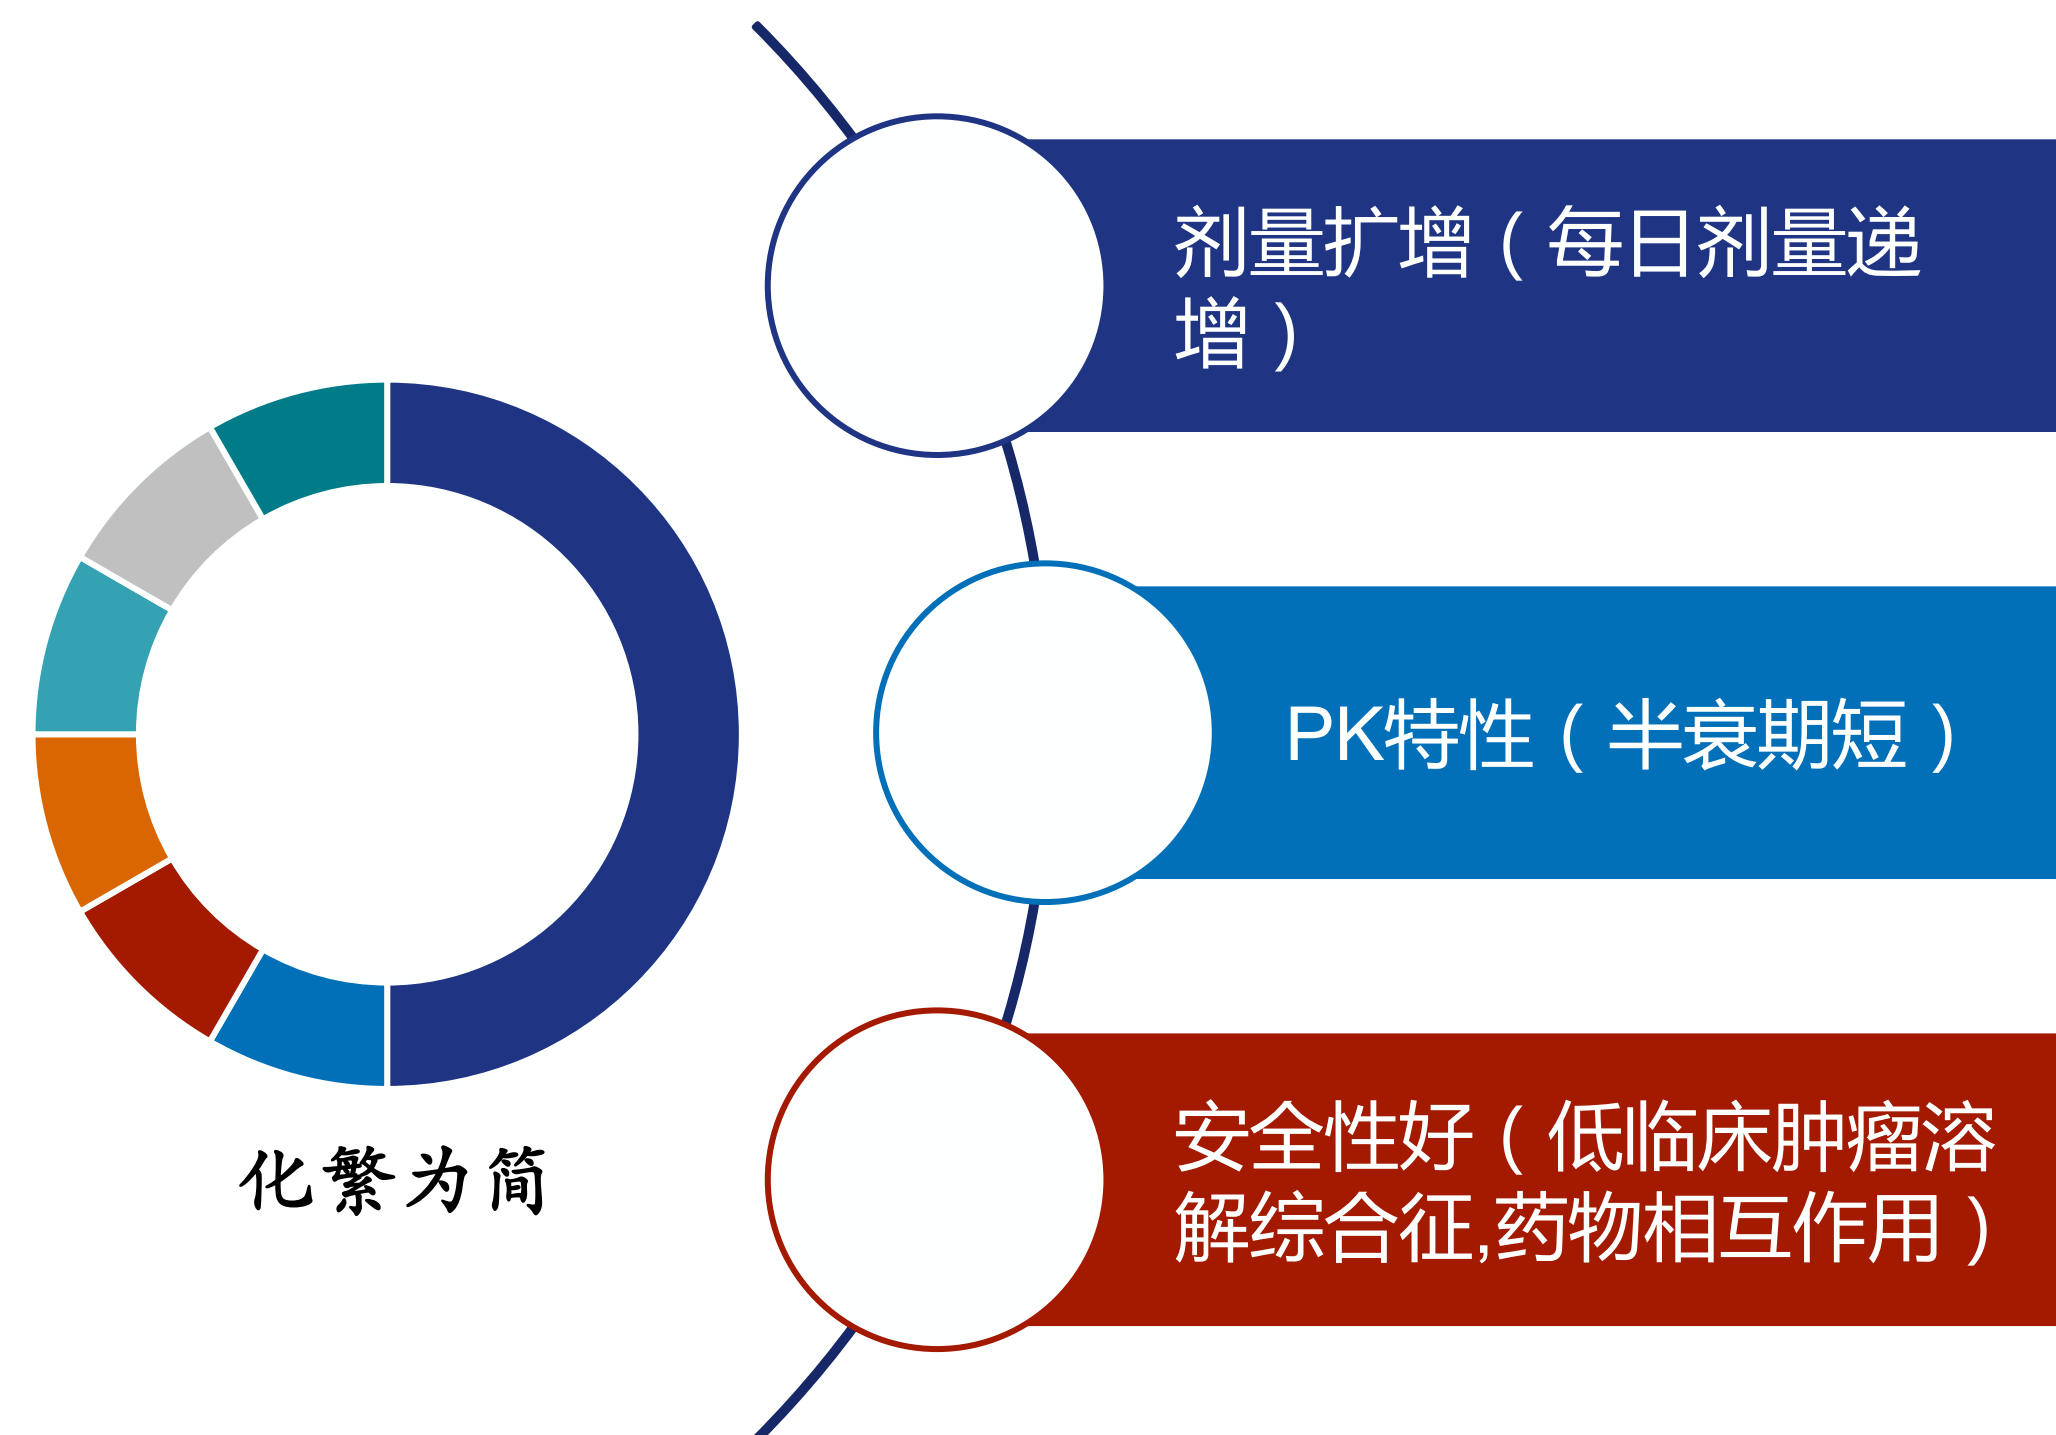 剂量扩增（每日剂量递
增）
PK特性（半衰期短）
安全性好（低临床肿瘤溶
解综合征,药物相互作用）
化繁为简